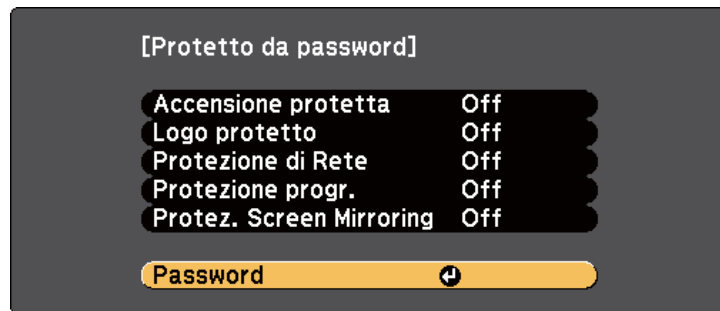 [Protetto da password]
Accensione protetta Off
Logo protetto Off
Protezione di Rete Off
Protezione progr. Off
Protez. Screen Mirroring Off
Password